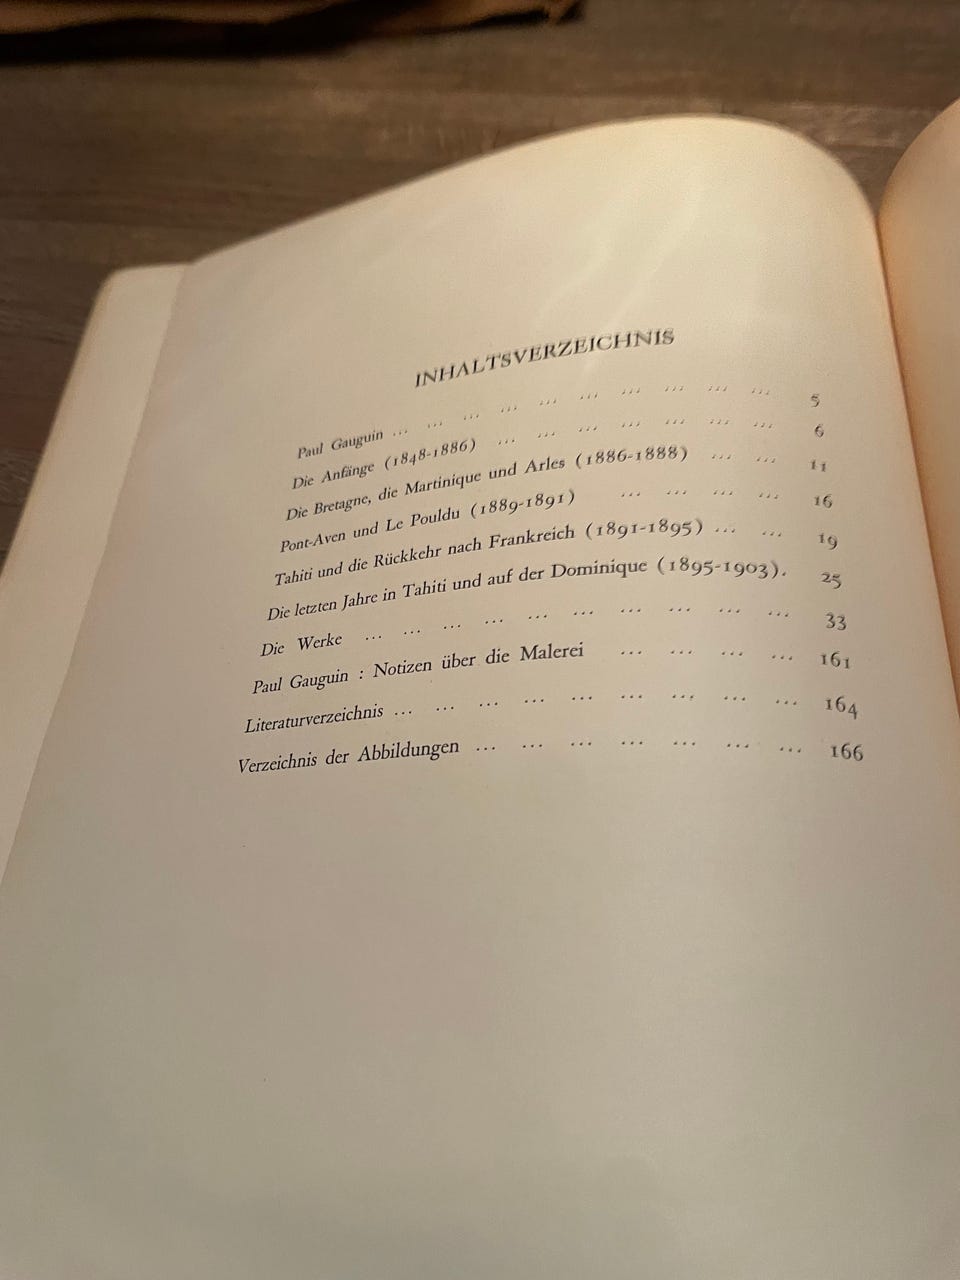 INHALTSVERZEICHNIS
Paul Gauguin ... ... ... ... ... ... ... ... ... ... 5
Die Anfänge (1848-1886) ... ... ... ... ... ... ... 6
Die Bretagne, die Martinique und Arles (1886-1888) ... ... 11
Pont-Aven und Le Pouldu (1889-1891) ... ... ... ... 16
Tahiti und die Rückkehr nach Frankreich (1891-1895) ... ... 19
Die letzten Jahre in Tahiti und auf der Dominique (1895-1903). 25
Die Werke ... ... ... ... ... ... ... ... ... ... ... 33
Paul Gauguin : Notizen über die Malerei ... ... ... ... 161
Literaturverzeichnis ... ... ... ... ... ... ... ... ... ... 164
Verzeichnis der Abbildungen ... ... ... ... ... ... ... 166